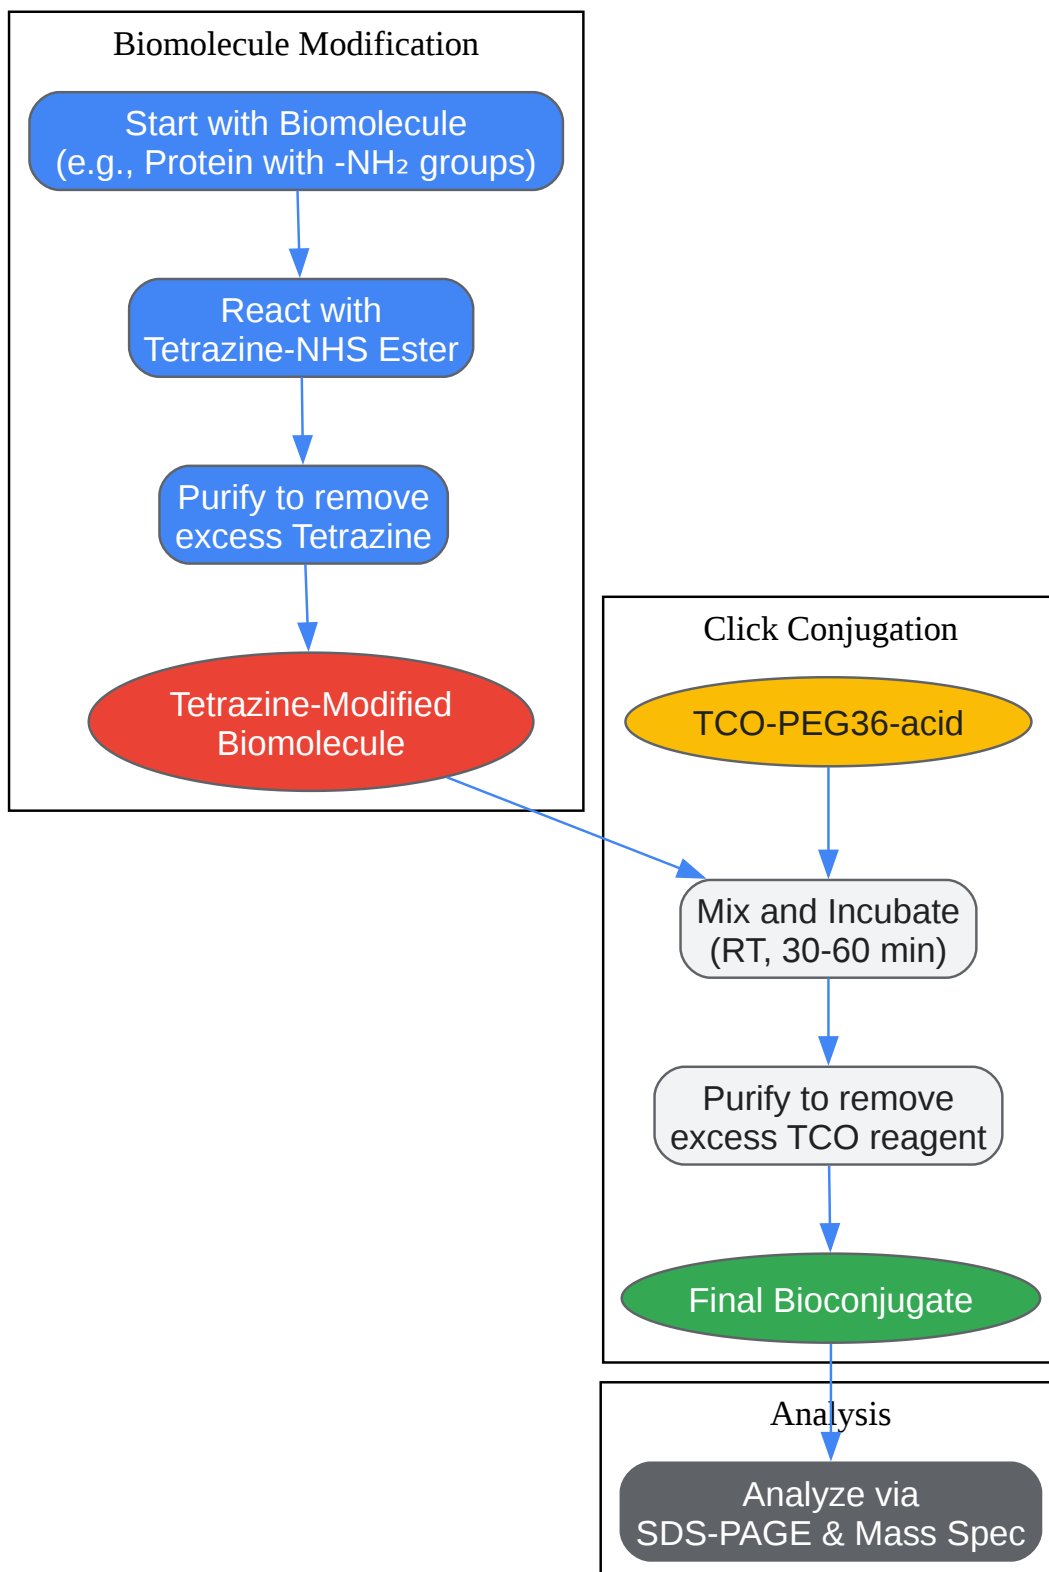 Biomolecule Modification
Start with Biomolecule
(e.g., Protein with -NH₂ groups)
React with
Tetrazine-NHS Ester
Purify to remove
excess Tetrazine
Tetrazine-Modified
Biomolecule
Click Conjugation
TCO-PEG36-acid
Mix and Incubate
(RT, 30-60 min)
Purify to remove
excess TCO reagent
Final Bioconjugate
Analysis
Analyze via
SDS-PAGE & Mass Spec